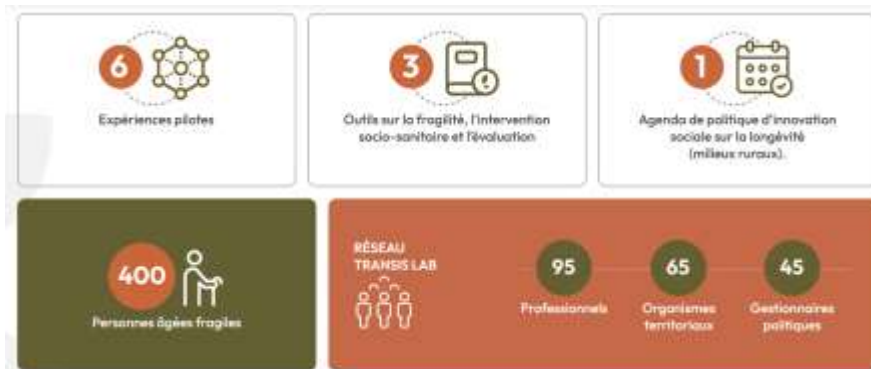 6
Expériences pilotes
3
Outils sur la fragilité, l'intervention
socio-sanitaire et l'évaluation
1
Agenda de politique d'innovation
sociale sur la longévité
(milieux ruraux).
400
Personnes âgées fragiles
RÉSEAU
TRANSIS LAB
95
Professionnels
65
Organismes
territoriaux
45
Gestionnaires
politiques